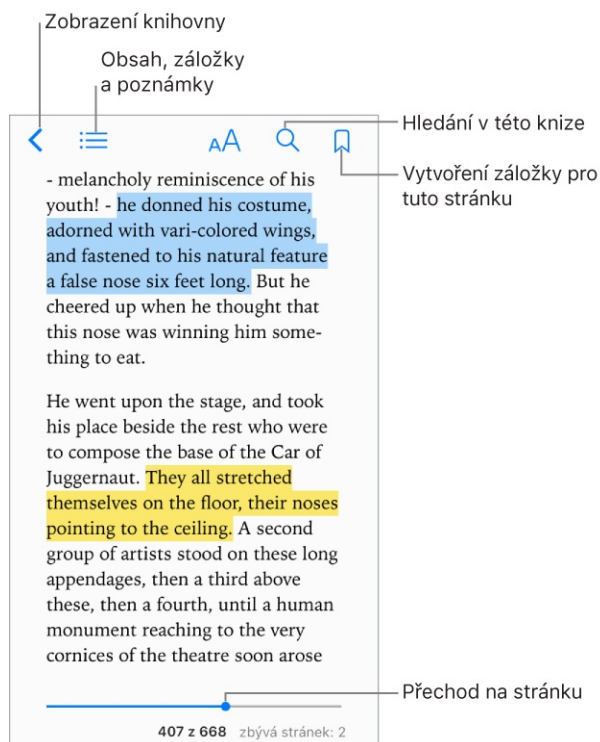 Zobrazení knihovny
Obsah, záložky
a poznámky
AA
Hledání v této knize
Vytvoření záložky pro
tuto stránku
- melancholy reminiscence of his
youth! - he donned his costume,
adorned with vari-colored wings,
and fastened to his natural feature
a false nose six feet long. But he
cheered up when he thought that
this nose was winning him some-
thing to eat.
He went upon the stage, and took
his place beside the rest who were
to compose the base of the Car of
Juggernaut. They all stretched
themselves on the floor, their noses
pointing to the ceiling. A second
group of artists stood on these long
appendages, then a third above
these, then a fourth, until a human
monument reaching to the very
cornices of the theatre soon arose
Přechod na stránku
407 z 668 zbývá stránek: 2